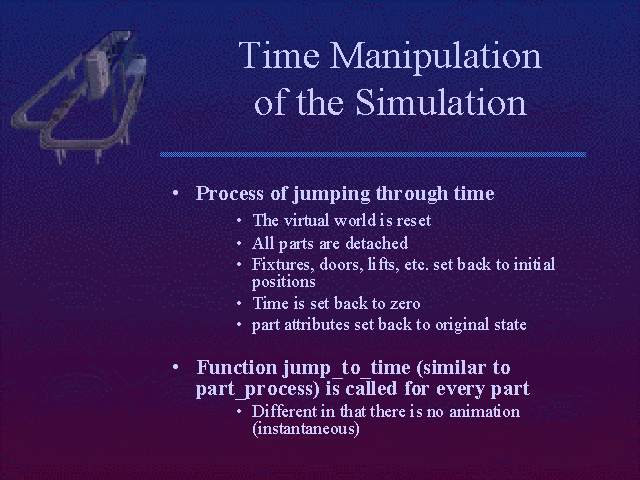 Time Manipulation
of the Simulation
• Process of jumping through time
• The virtual world is reset
• All parts are detached
• Fixtures, doors, lifts, etc. set back to initial
positions
• Time is set back to zero
• part attributes set back to original state
• Function jump_to_time (similar to
part_process) is called for every part
• Different in that there is no animation
(instantaneous)